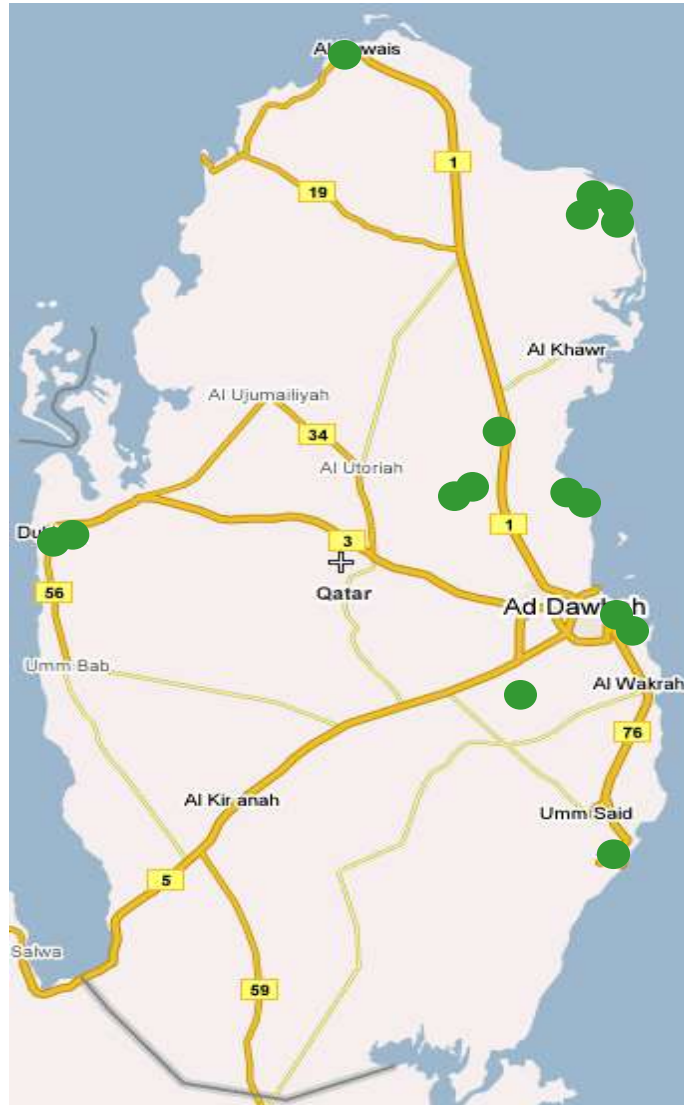 1
19
Al Khawr
Al Ujumailiyah
34
Al Utoriah
1
3
56
Qatar
Umm Bab
Al Wakrah
76
Al Kir anah
Umm Said
5
Salwa
59